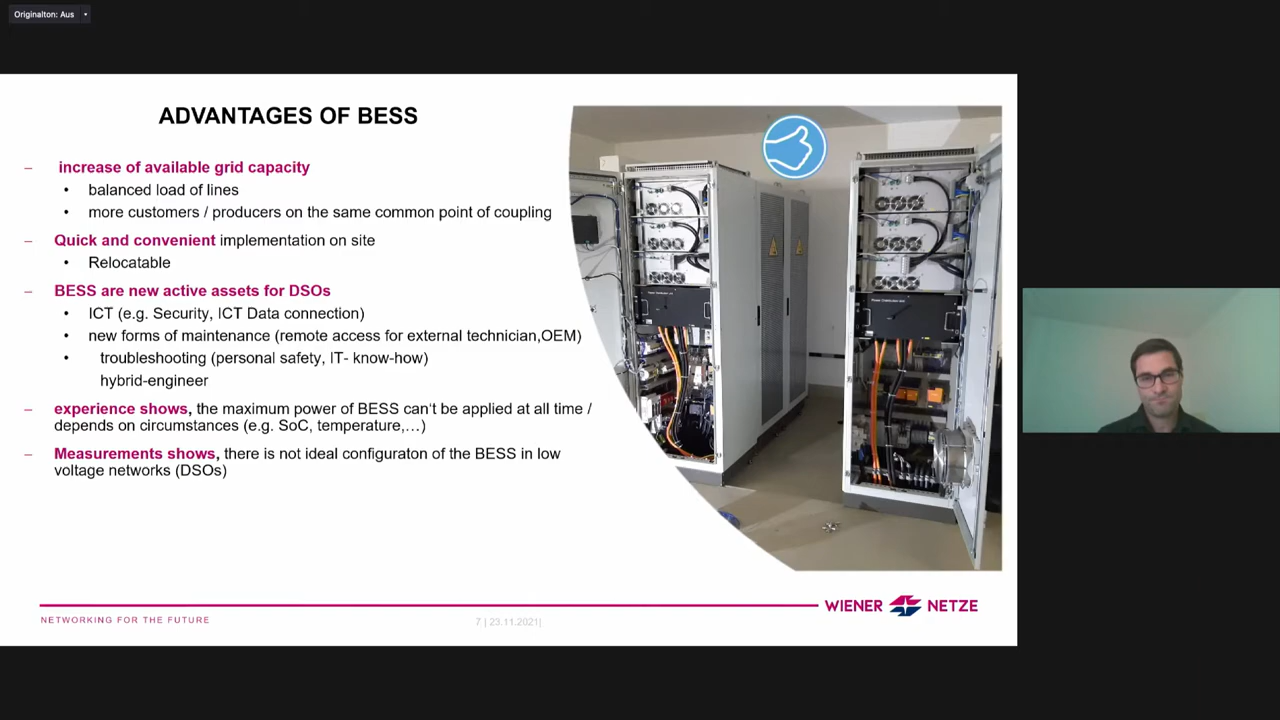 Originalton: Aus
ADVANTAGES OF BESS
– increase of available grid capacity
• balanced load of lines
• more customers / producers on the same common point of coupling
– Quick and convenient implementation on site
• Relocatable
– BESS are new active assets for DSOs
• ICT (e.g. Security, ICT Data connection)
• new forms of maintenance (remote access for external technician,OEM)
• troubleshooting (personal safety, IT- know-how)
hybrid-engineer
– experience shows, the maximum power of BESS can't be applied at all time /
depends on circumstances (e.g. SoC, temperature,…)
– Measurements shows, there is not ideal configuraton of the BESS in low
voltage networks (DSOs)
WIENER NETZE
NETWORKING FOR THE FUTURE
7 | 23.11.2021|